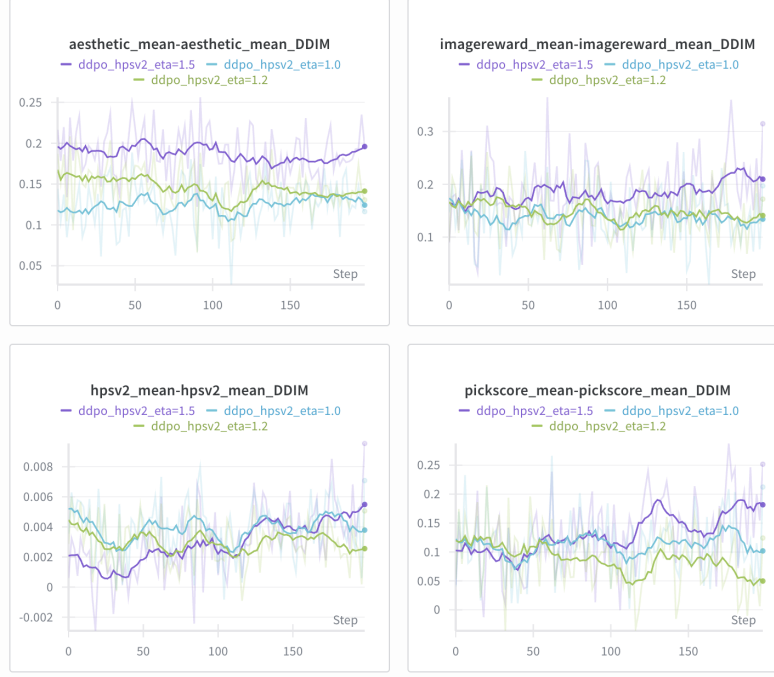 aesthetic_mean-aesthetic_mean_DDIM
ddpo_hpsv2_eta=1.5 ddpo_hpsv2_eta=1.0
ddpo_hpsv2_eta=1.2
0.25
0.2
0.15
0.1
0.05
Step
0 50 100 150
imagereward_mean-imagereward_mean_DDIM
ddpo_hpsv2_eta=1.5 ddpo_hpsv2_eta=1.0
ddpo_hpsv2_eta=1.2
0.3
0.2
0.1
Step
0 50 100 150
hpsv2_mean-hpsv2_mean_DDIM
ddpo_hpsv2_eta=1.5 ddpo_hpsv2_eta=1.0
ddpo_hpsv2_eta=1.2
0.008
0.006
0.004
0.002
0
-0.002
Step
0 50 100 150
pickscore_mean-pickscore_mean_DDIM
ddpo_hpsv2_eta=1.5 ddpo_hpsv2_eta=1.0
ddpo_hpsv2_eta=1.2
0.25
0.2
0.15
0.1
0.05
0
Step
0 50 100 150